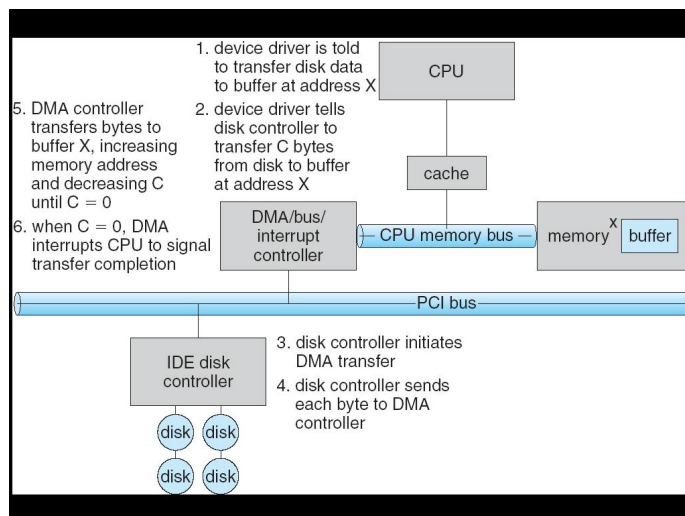 1. device driver is told
to transfer disk data
to buffer at address X
2. device driver tells
disk controller to
transfer C bytes
from disk to buffer
at address X
5. DMA controller
transfers bytes to
buffer X, increasing
memory address
and decreasing C
until C = 0
6. when C = 0, DMA
interrupts CPU to signal
transfer completion
CPU
cache
DMA/bus/
interrupt
controller
CPU memory bus
memory
X
buffer
PCI bus
IDE disk
controller
3. disk controller initiates
DMA transfer
4. disk controller sends
each byte to DMA
controller
disk disk
disk disk